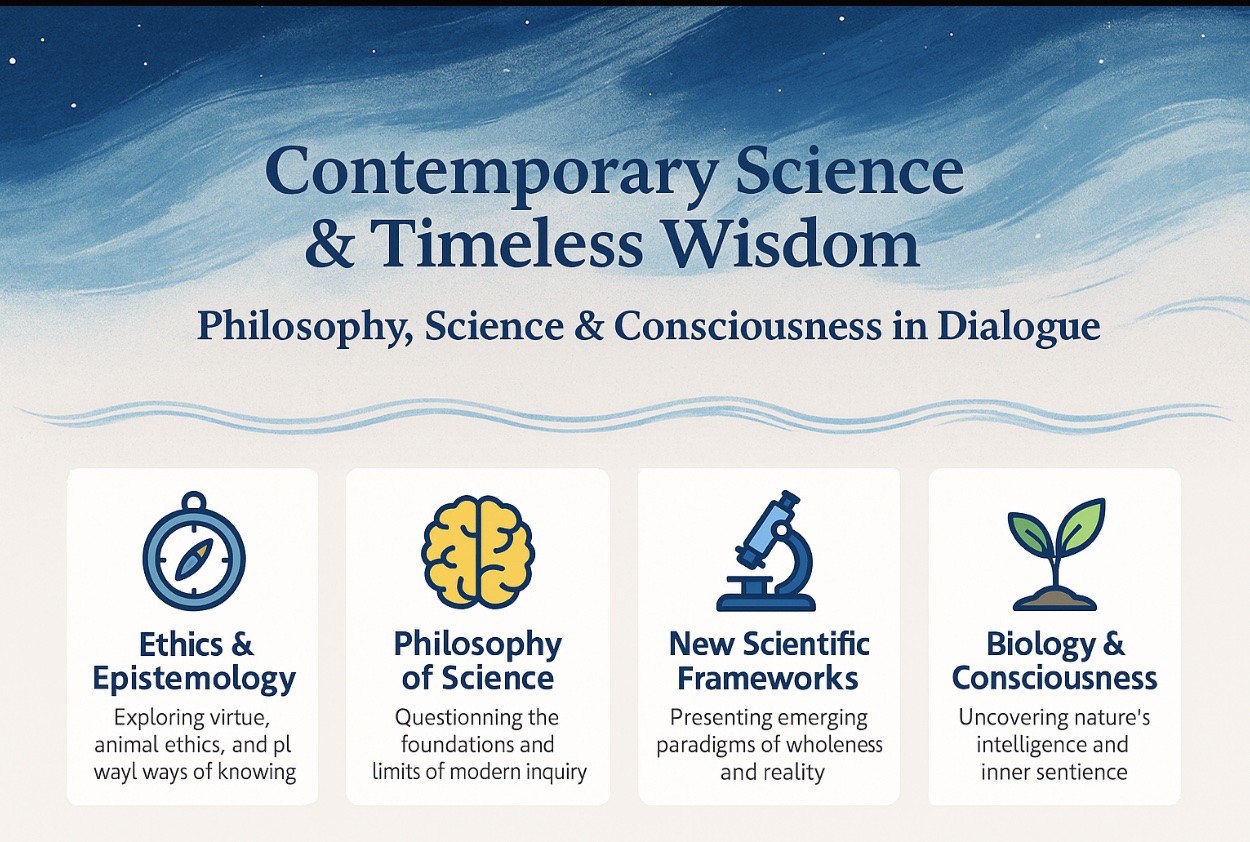 Contemporary Science
& Timeless Wisdom
Philosophy, Science & Consciousness in Dialogue
Ethics &
Epistemology
Exploring virtue,
animal ethics, and pl
wayl ways of knowing
Philosophy
of Science
Questionning the
foundations and
limits of modern inquiry
New Scientific
Frameworks
Presenting emerging
paradigms of wholeness
and reality
Biology &
Consciousness
Uncovering nature's
intelligence and
inner sentience